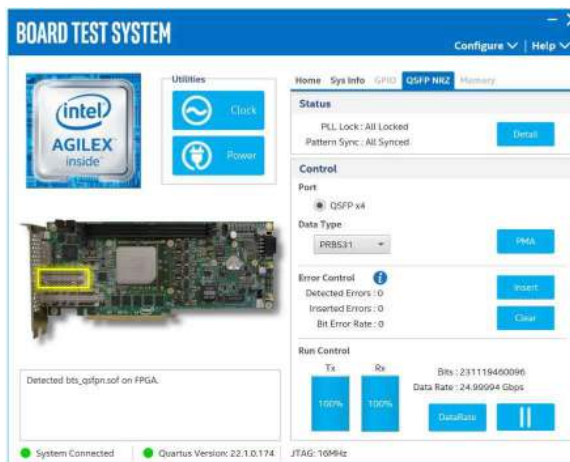 BOARD TEST SYSTEM
Configure | Help
Utilities
intel
AGILEX
inside
Clock
Power
Home Sys Info GPIO QSFP NRZ Memory
Status
PLL Lock : All Locked
Pattern Sync : All Synced
Detail
Control
Port
QSFP x4
Data Type
PRBS31
PMA
Error Control
Detected Errors : 0
Inserted Errors : 0
Bit Error Rate : 0
Insert
Clear
Run Control
Tx Rx
100% 100%
Bits : 231119460096
Data Rate : 24.99994 Gbps
DataRate
Detected bts_qsfpn.sof on FPGA.
System Connected Quartus Version: 22.1.0.174 JTAG: 16MHz